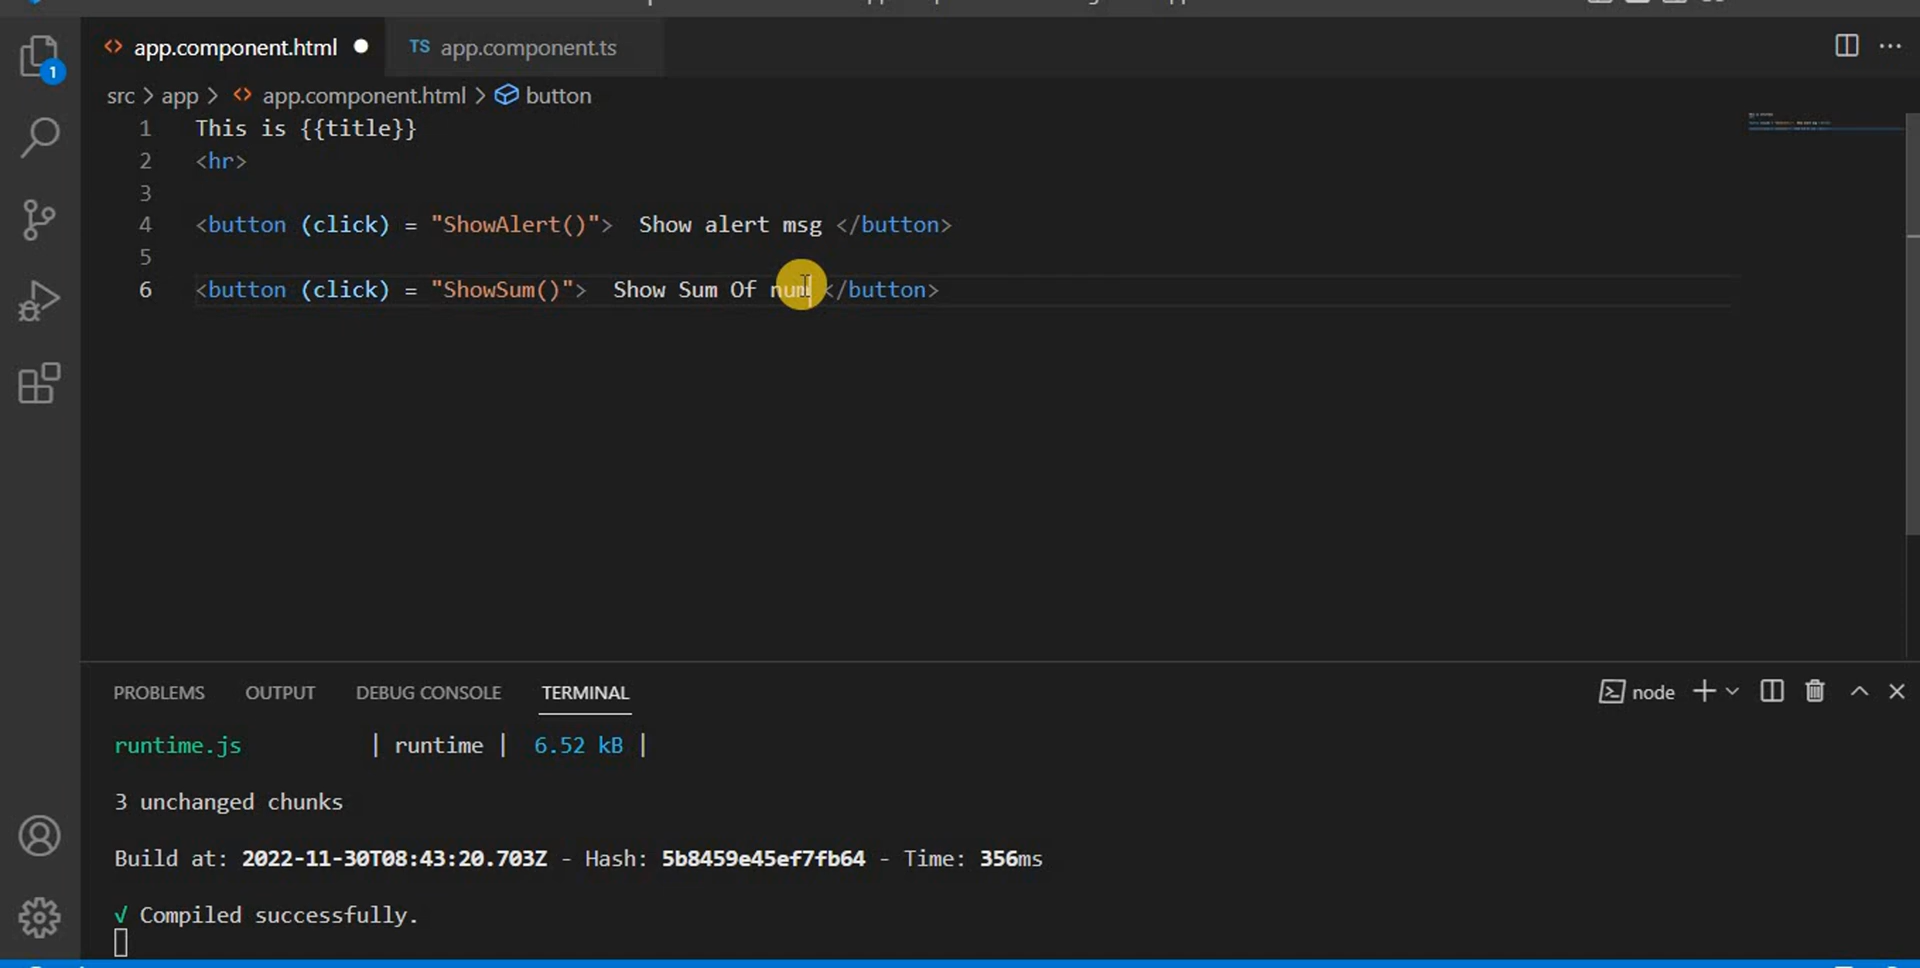 app.component.html
TS app.component.ts
1
src > app > <> app.component.html > button
1 This is {{title}}
2 <hr>
3
4 <button (click) = "ShowAlert()">  Show alert msg </button>
5
6 <button (click) = "ShowSum()">  Show Sum Of num </button>
PROBLEMS OUTPUT DEBUG CONSOLE TERMINAL
node
runtime.js | runtime | 6.52 kB |
3 unchanged chunks
Build at: 2022-11-30T08:43:20.703Z - Hash: 5b8459e45ef7fb64 - Time: 356ms
√ Compiled successfully.